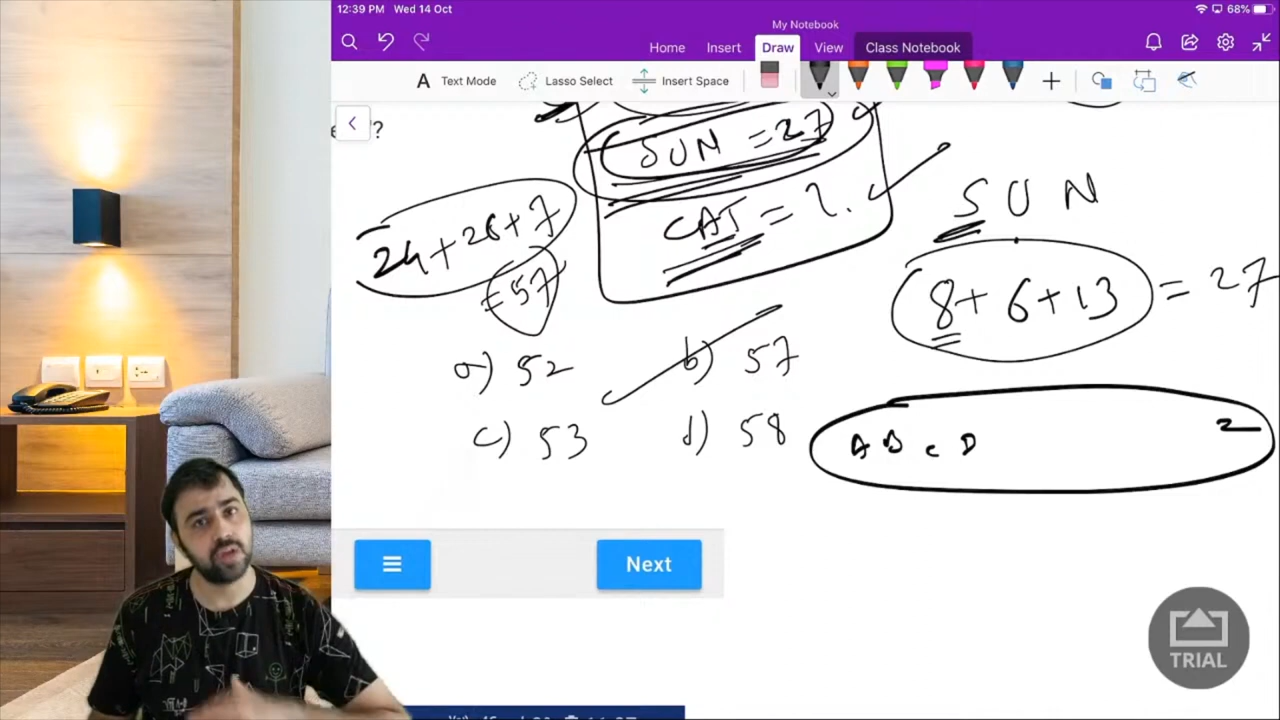 12:39 PM Wed 14 Oct
68%
My Notebook
Home Insert Draw View Class Notebook
A Text Mode Lasso Select Insert Space
?
SUN = 27
CAT = ?
24+26+7
= 57
SUN
8+6+13 = 27
a) 52 b) 57
c) 53 d) 58
A B C D Z
Next
TRIAL